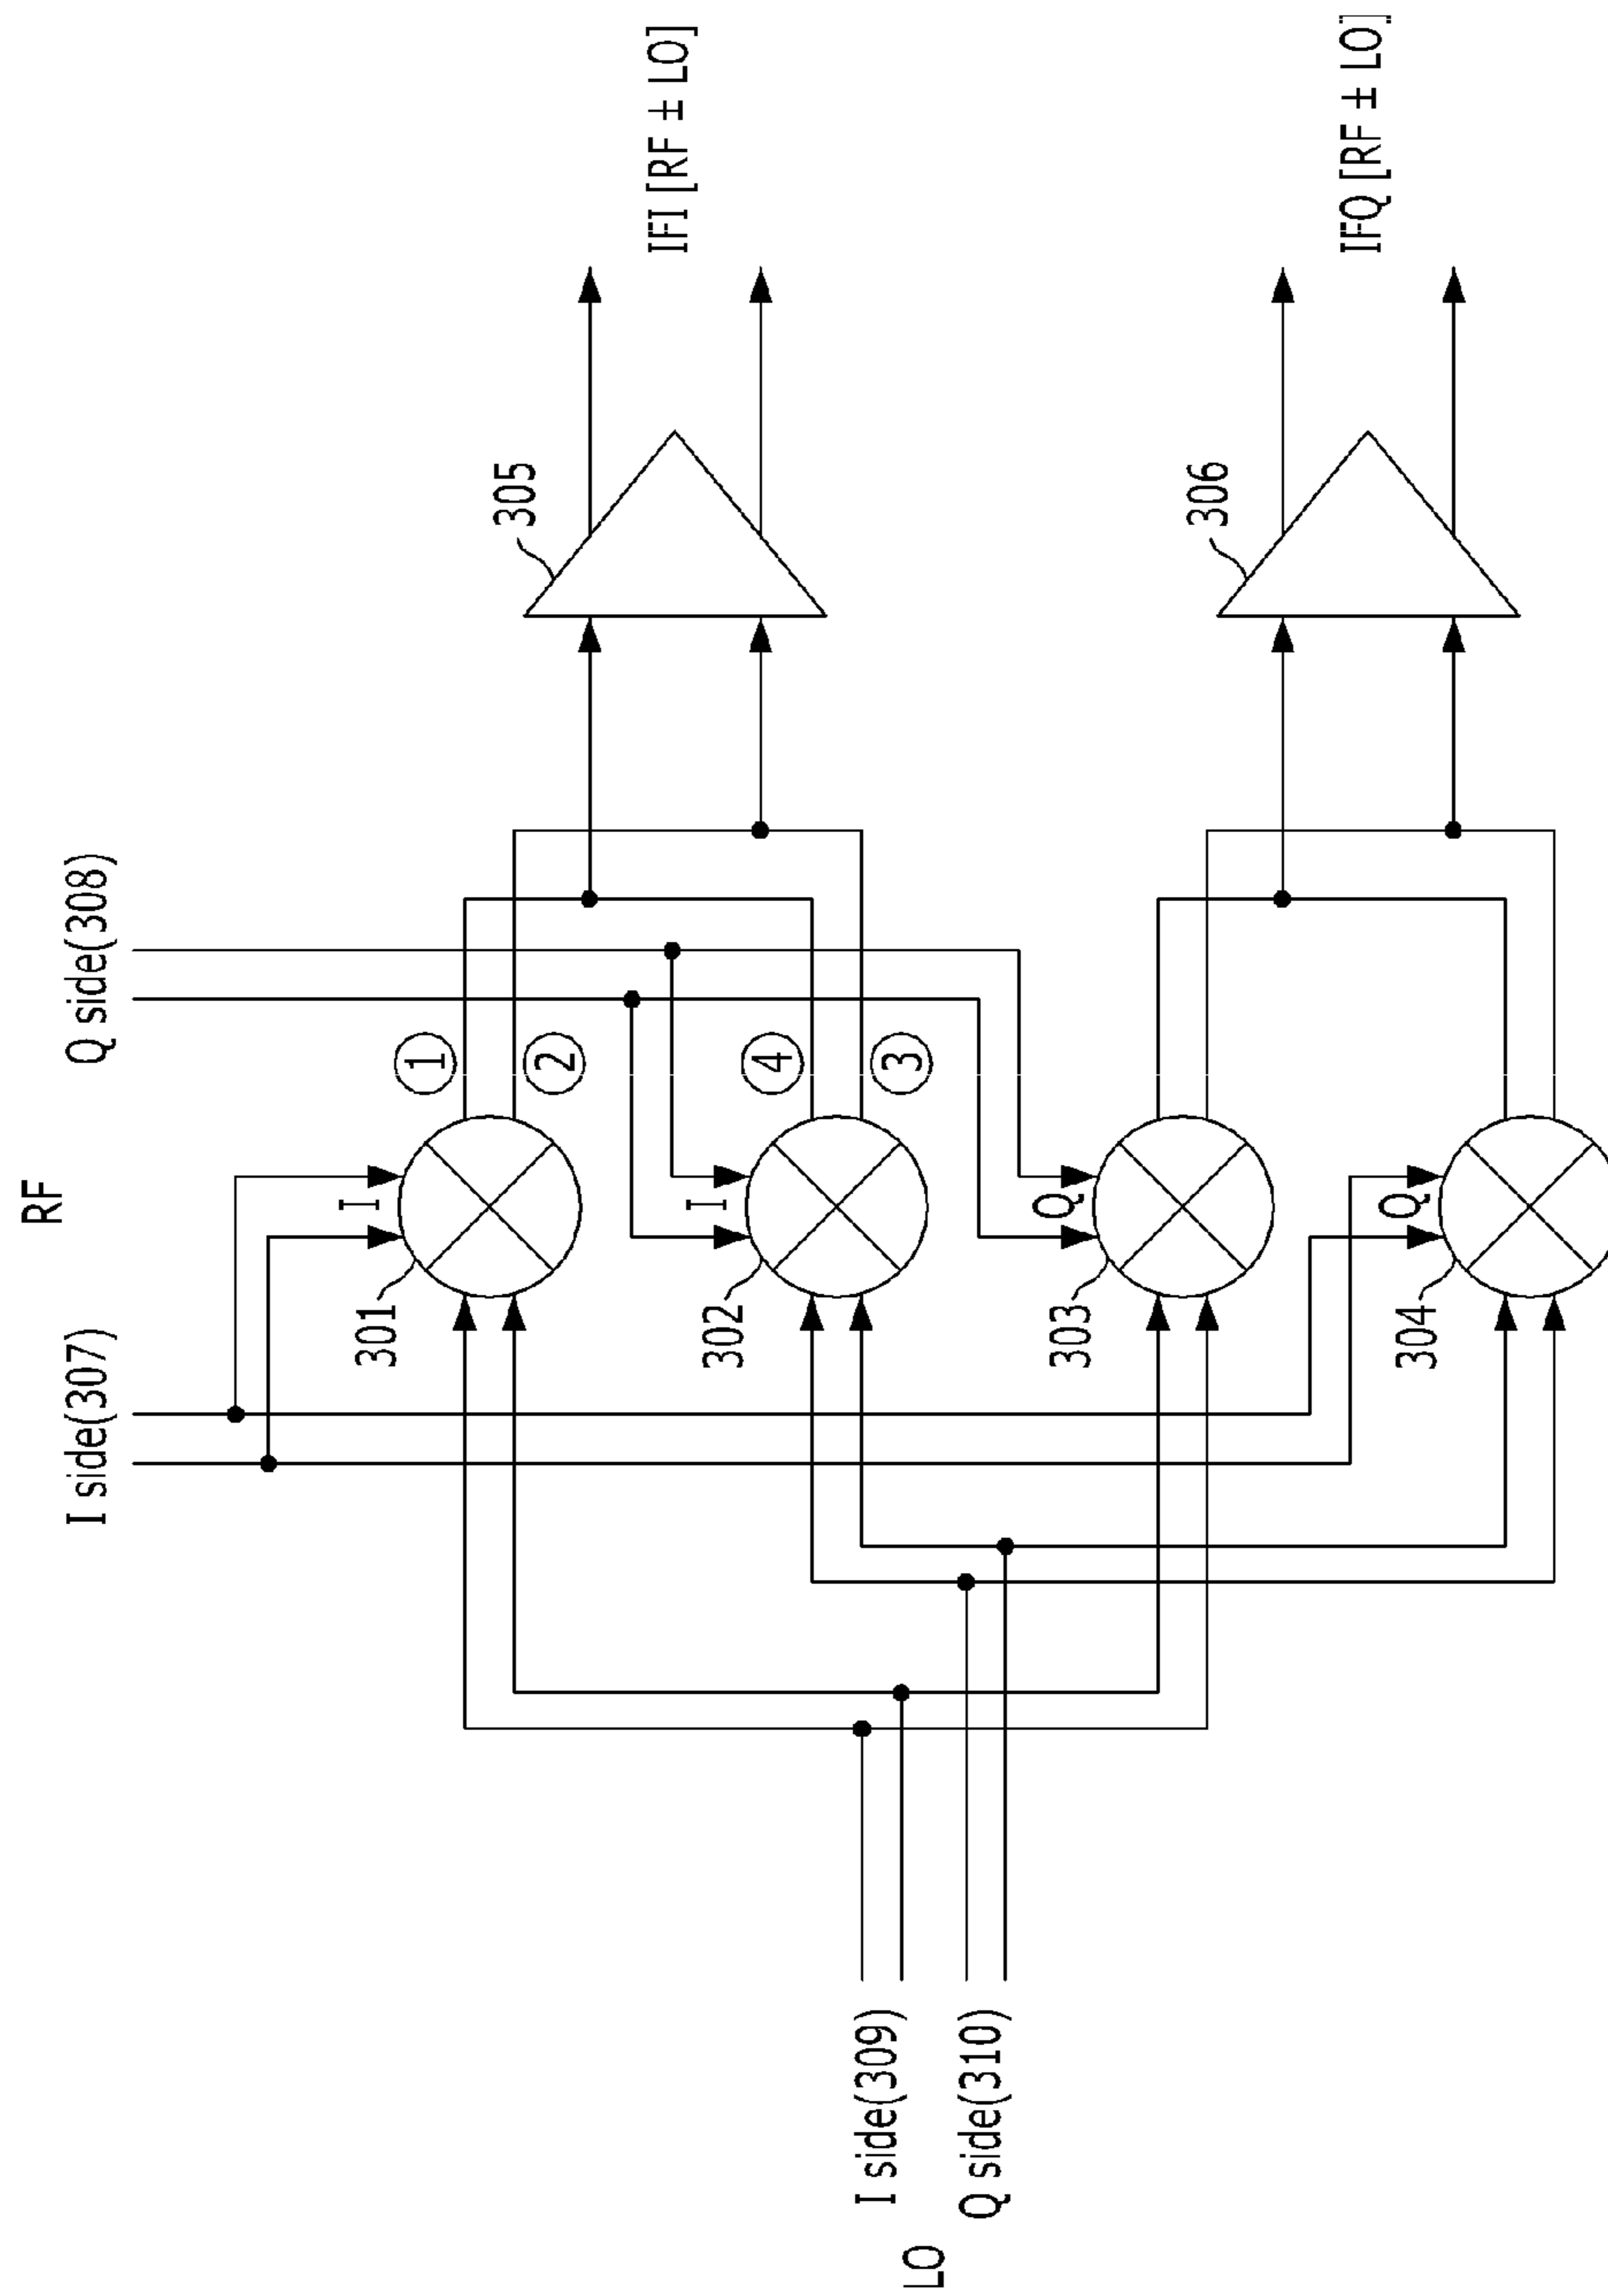 RF
I side(307)
Q side(308)
301
I
①
②
305
IFI [RF ± LO]
302
I
④
③
303
Q
306
IFQ [RF ± LO]
304
Q
LO
I side(309)
Q side(310)